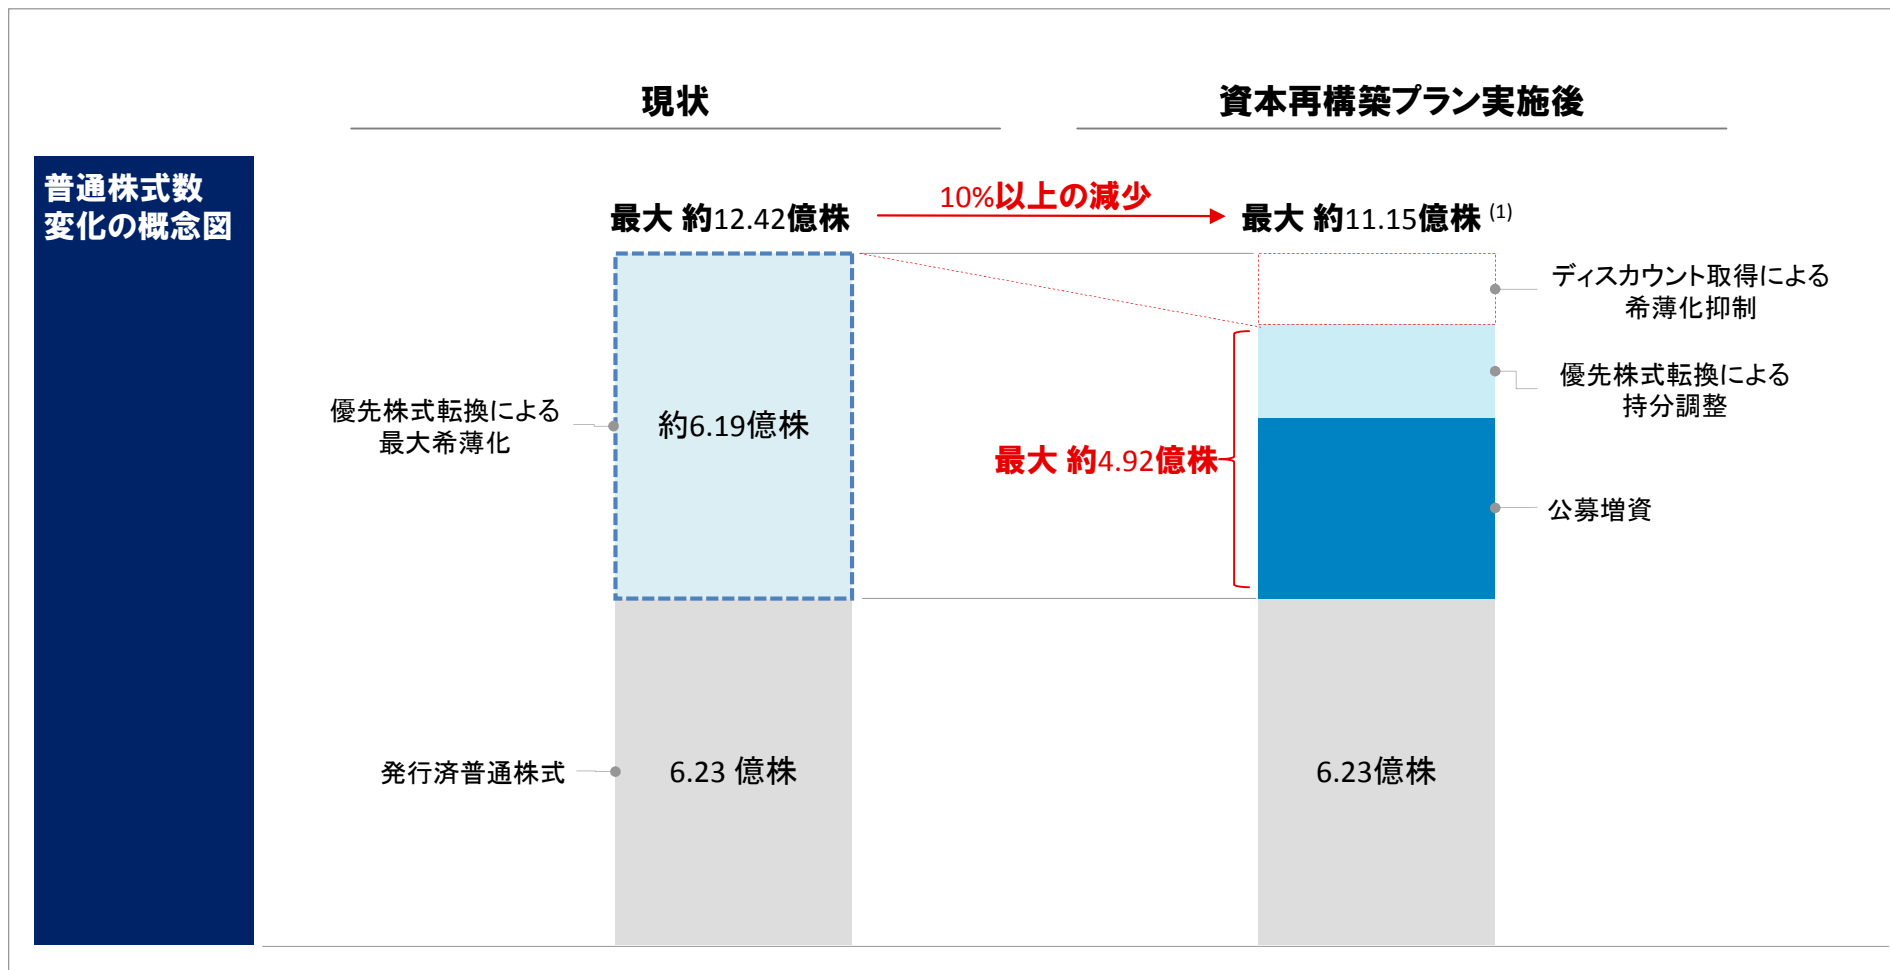 現状
資本再構築プラン実施後
普通株式数
変化の概念図
最大 約12.42億株
10%以上の減少
最大 約11.15億株 (1)
ディスカウント取得による
希薄化抑制
優先株式転換による
最大希薄化
約6.19億株
優先株式転換による
持分調整
最大 約4.92億株
公募増資
発行済普通株式
6.23 億株
6.23億株